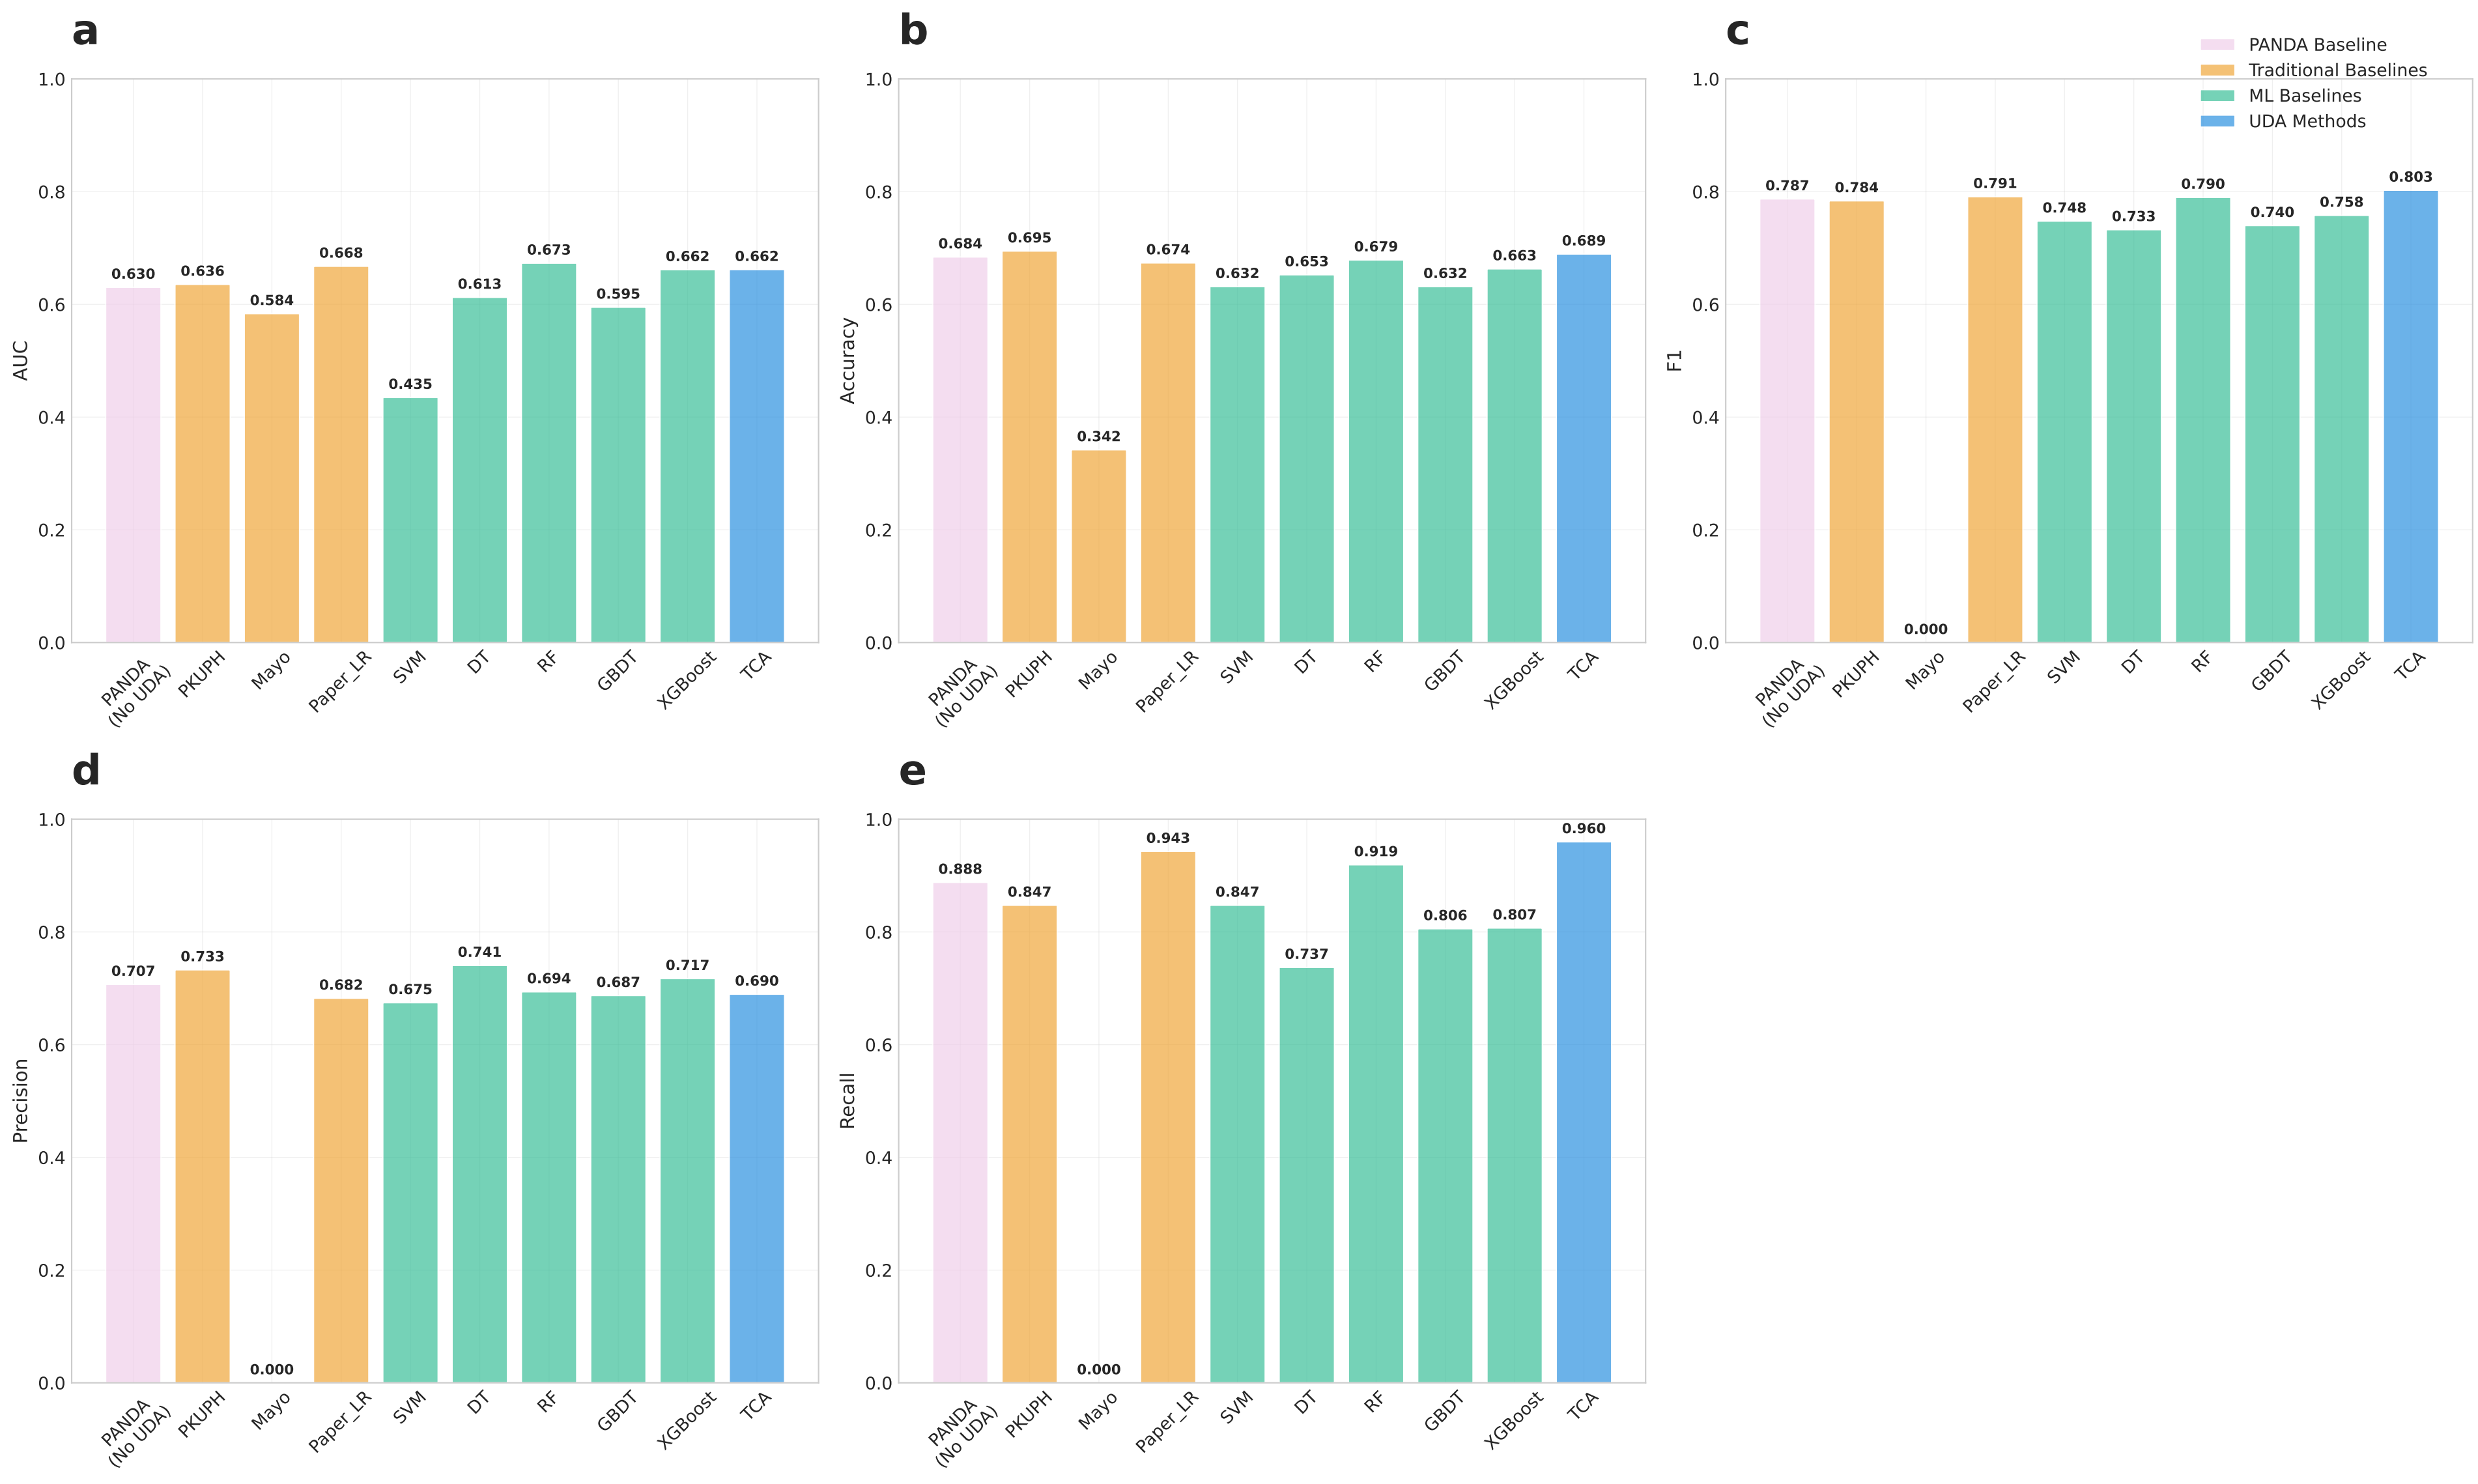 a
1.0
0.8
0.6
0.4
0.2
0.0
AUC
0.630
0.636
0.584
0.668
0.435
0.613
0.673
0.595
0.662
0.662
PANDA
(No UDA)
PKUPH
Mayo
Paper_LR
SVM
DT
RF
GBDT
XGBoost
TCA
b
1.0
0.8
0.6
0.4
0.2
0.0
Accuracy
0.684
0.695
0.342
0.674
0.632
0.653
0.679
0.632
0.663
0.689
PANDA
(No UDA)
PKUPH
Mayo
Paper_LR
SVM
DT
RF
GBDT
XGBoost
TCA
c
PANDA Baseline
Traditional Baselines
ML Baselines
UDA Methods
1.0
0.8
0.6
0.4
0.2
0.0
F1
0.787
0.784
0.000
0.791
0.748
0.733
0.790
0.740
0.758
0.803
PANDA
(No UDA)
PKUPH
Mayo
Paper_LR
SVM
DT
RF
GBDT
XGBoost
TCA
d
1.0
0.8
0.6
0.4
0.2
0.0
Precision
0.707
0.733
0.000
0.682
0.675
0.741
0.694
0.687
0.717
0.690
PANDA
(No UDA)
PKUPH
Mayo
Paper_LR
SVM
DT
RF
GBDT
XGBoost
TCA
e
1.0
0.8
0.6
0.4
0.2
0.0
Recall
0.888
0.847
0.000
0.943
0.847
0.737
0.919
0.806
0.807
0.960
PANDA
(No UDA)
PKUPH
Mayo
Paper_LR
SVM
DT
RF
GBDT
XGBoost
TCA